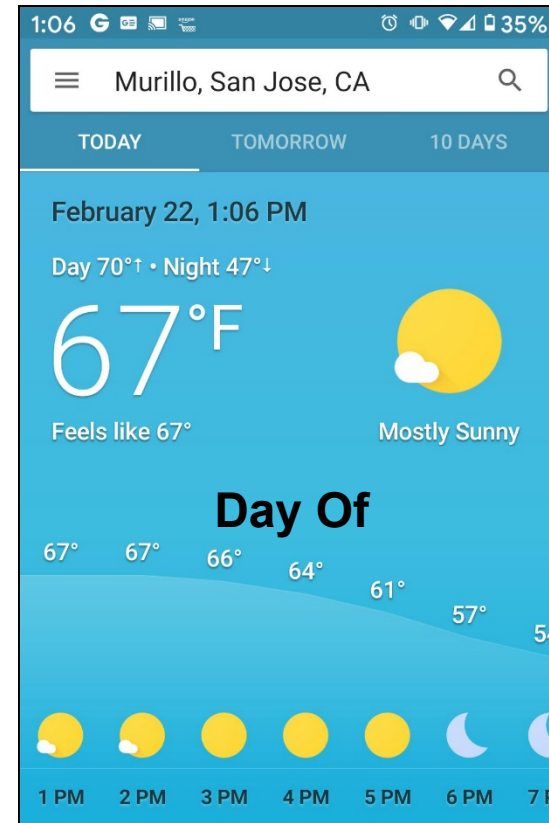 1:06 G GE 35%
Murillo, San Jose, CA
TODAY TOMORROW 10 DAYS
February 22, 1:06 PM
Day 70°↑ • Night 47°↓
67°F
Feels like 67° Mostly Sunny
Day Of
67° 67° 66° 64° 61° 57°
1 PM 2 PM 3 PM 4 PM 5 PM 6 PM 7